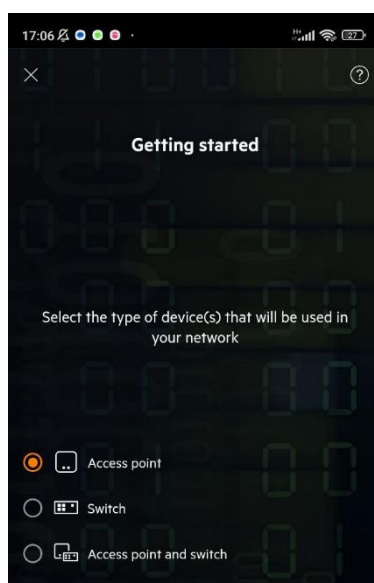 17:06
27
Getting started
Select the type of device(s) that will be used in
your network
Access point
Switch
Access point and switch